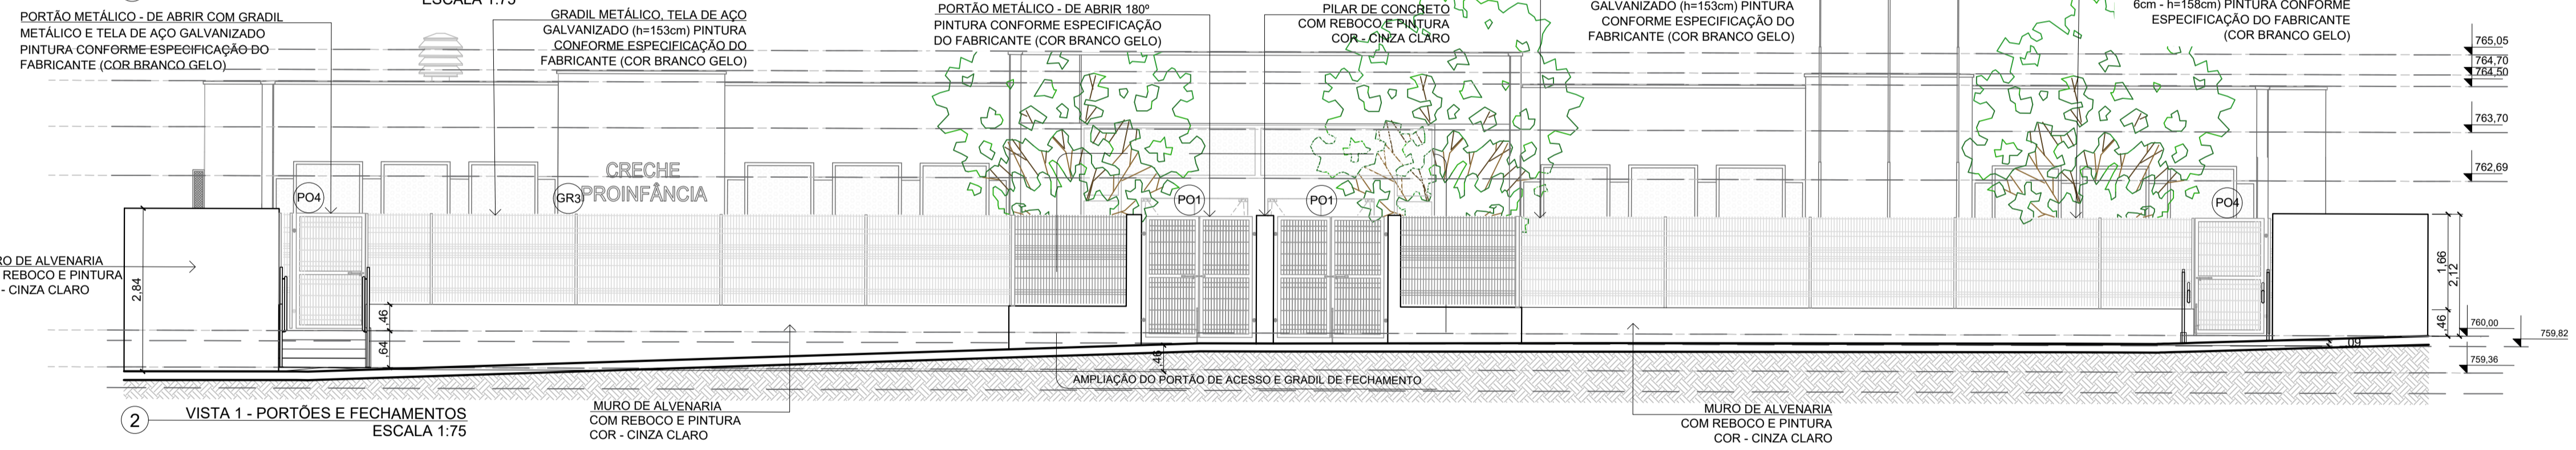 ESCALA 1:75
PORTÃO METÁLICO - DE ABRIR COM GRADIL
METÁLICO E TELA DE AÇO GALVANIZADO
PINTURA CONFORME ESPECIFICAÇÃO DO
FABRICANTE (COR BRANCO GELO)
GRADIL METÁLICO, TELA DE AÇO
GALVANIZADO (h=153cm) PINTURA
CONFORME ESPECIFICAÇÃO DO
FABRICANTE (COR BRANCO GELO)
PORTÃO METÁLICO - DE ABRIR 180º
PINTURA CONFORME ESPECIFICAÇÃO
DO FABRICANTE (COR BRANCO GELO)
PILAR DE CONCRETO
COM REBOCO E PINTURA
COR - CINZA CLARO
GALVANIZADO (h=153cm) PINTURA
CONFORME ESPECIFICAÇÃO DO
FABRICANTE (COR BRANCO GELO)
6cm - h=158cm) PINTURA CONFORME
ESPECIFICAÇÃO DO FABRICANTE
(COR BRANCO GELO)
765,05
764,70
764,50
763,70
762,69
CRECHE
PROINFÂNCIA
PO4
GR3
PO1
PO1
PO4
RO DE ALVENARIA
REBOCO E PINTURA
- CINZA CLARO
2,84
,46
,64
,46
1,66
2,12
,46
,09
760,00
759,82
759,36
AMPLIAÇÃO DO PORTÃO DE ACESSO E GRADIL DE FECHAMENTO
2
VISTA 1 - PORTÕES E FECHAMENTOS
ESCALA 1:75
MURO DE ALVENARIA
COM REBOCO E PINTURA
COR - CINZA CLARO
MURO DE ALVENARIA
COM REBOCO E PINTURA
COR - CINZA CLARO